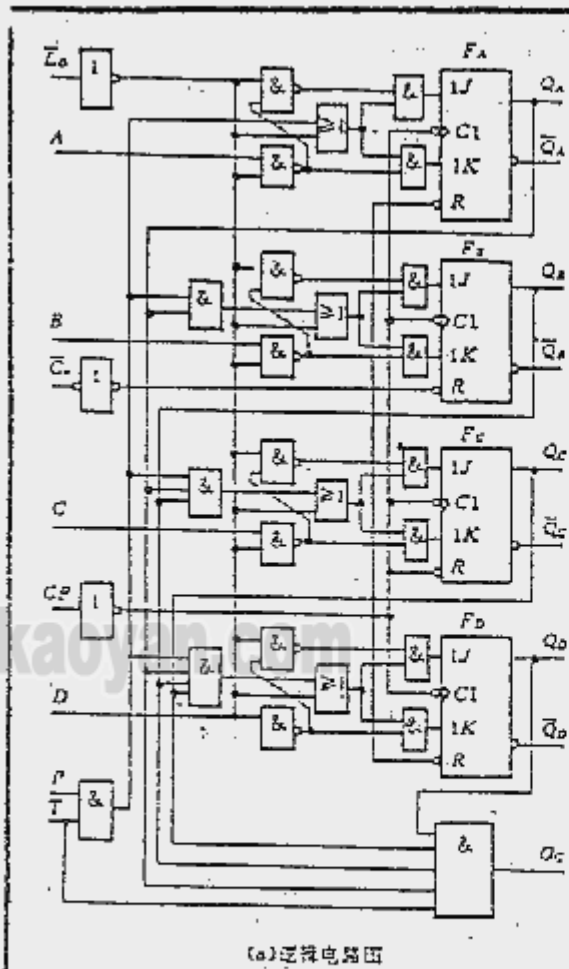 F_A
L̅_D 1 & & 1J Q_A
≥1 C1
A & & 1K Q̅_A
R
F_B
& & 1J Q_B
& ≥1 C1
B & & 1K Q̅_B
1 R
F_C
& & 1J Q_C
& ≥1 C1
C & & 1K Q̅_C
CP 1 R
kaoyan.com
F_D
& & 1J Q_D
& ≥1 C1
D & & 1K Q̅_D
R
P &
T
&
(a)逻辑电路图